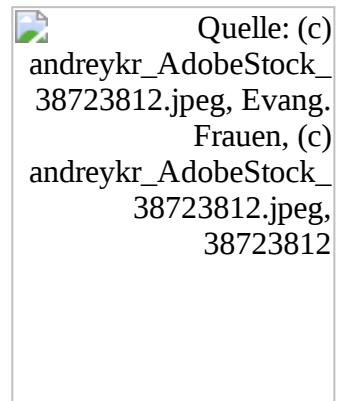 Quelle: (c)
andreykr_AdobeStock_
38723812.jpeg, Evang.
Frauen, (c)
andreykr_AdobeStock_
38723812.jpeg,
38723812